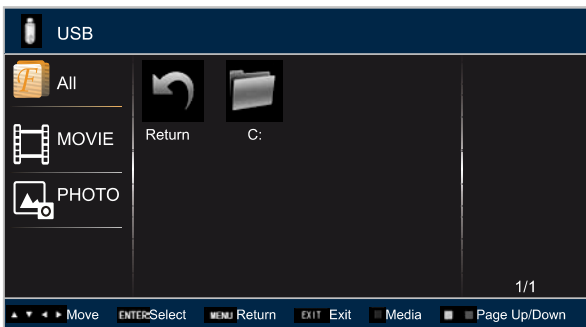 USB
All
MOVIE
PHOTO
Return
C:
1/1
Move ENTER:Select MENU Return EXIT Exit Media Page Up/Down